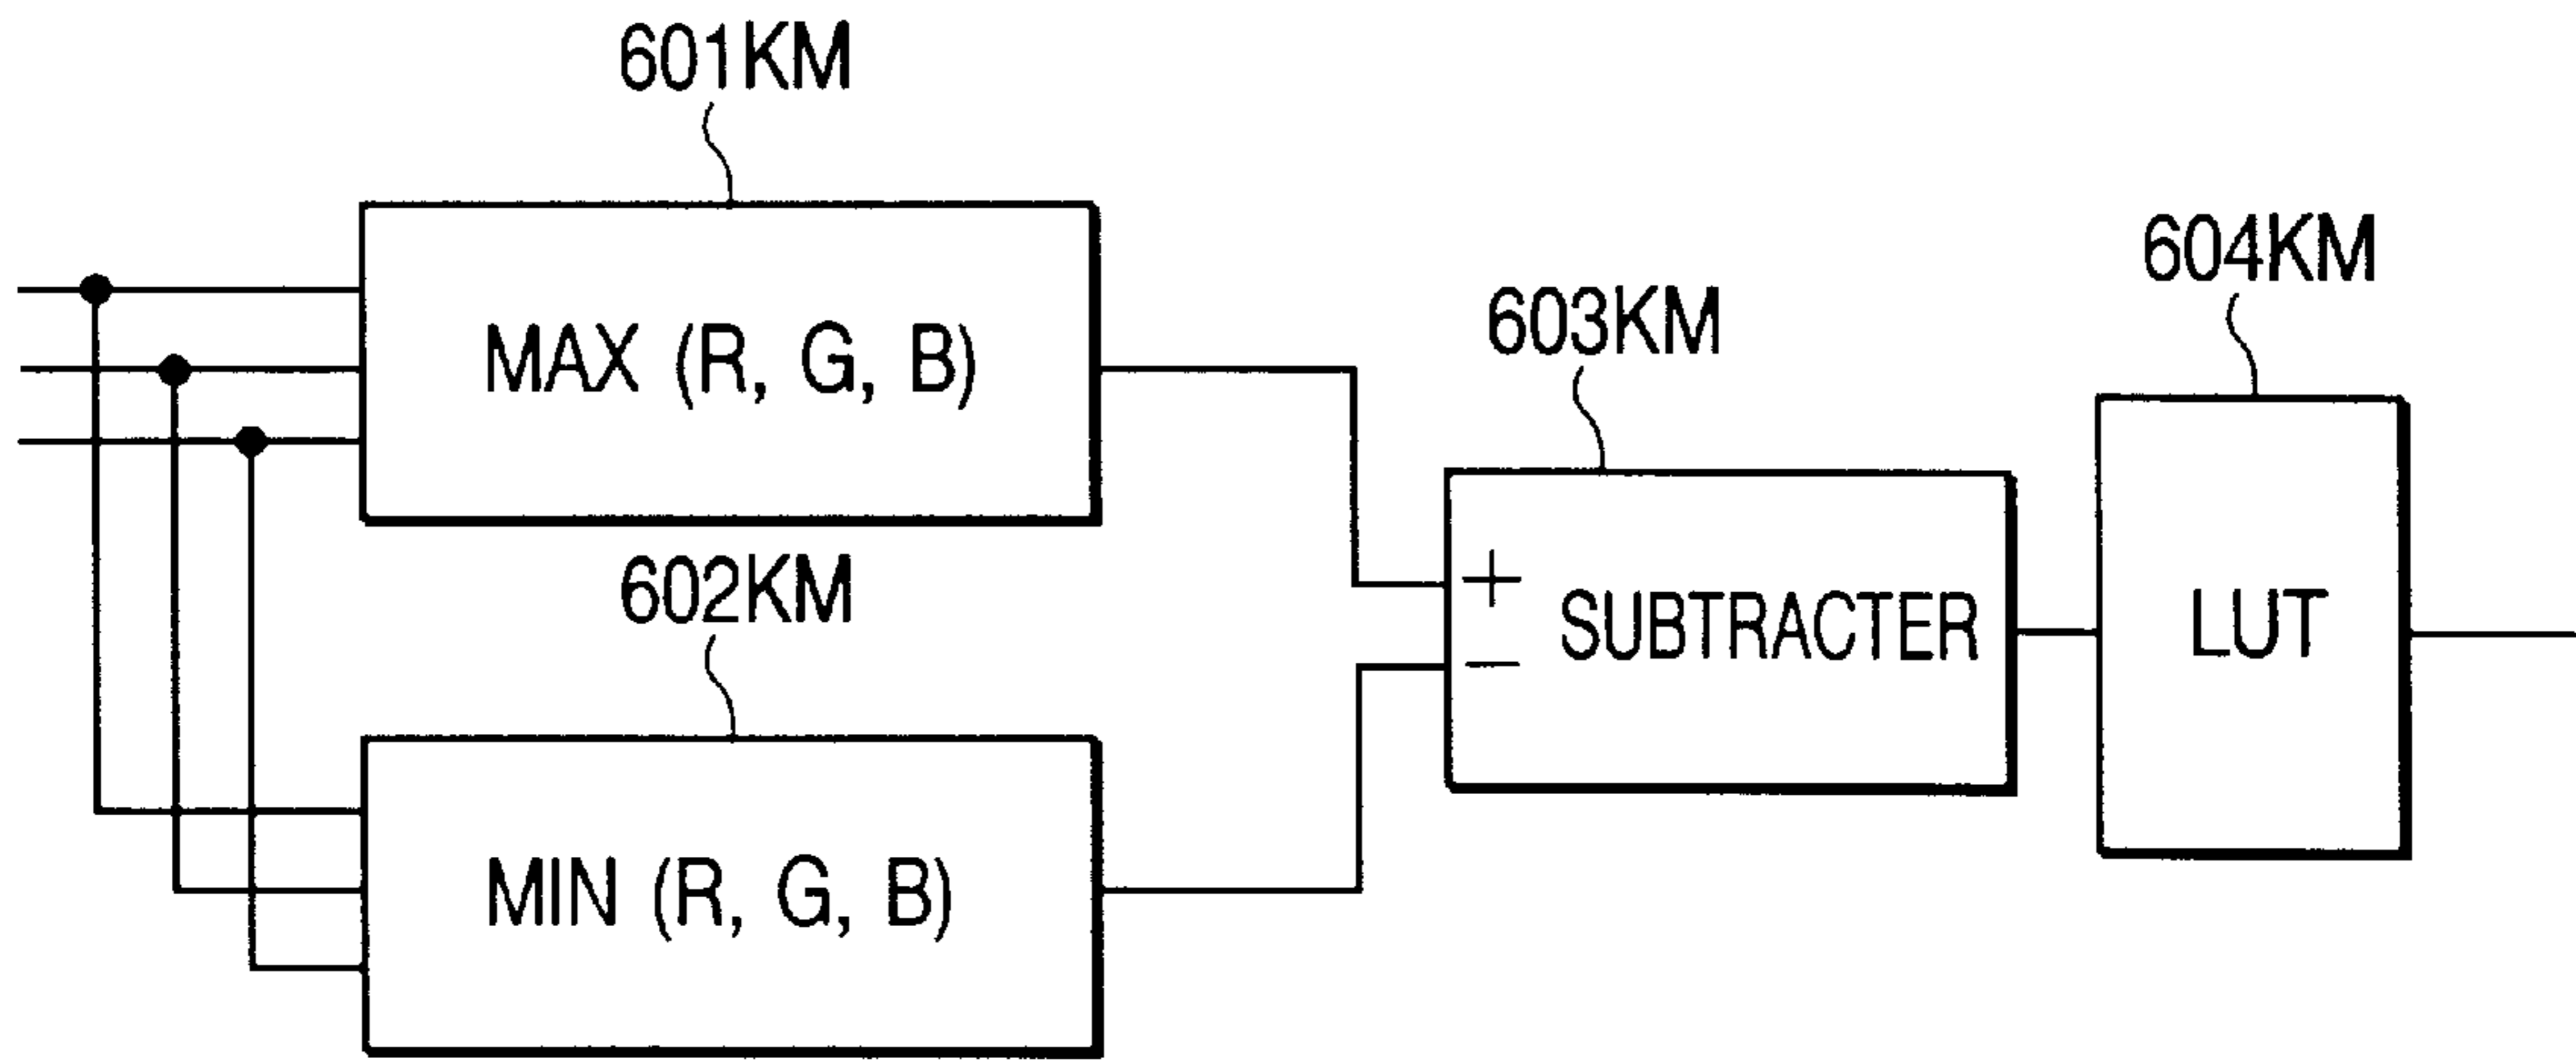 601KM
MAX (R, G, B)
602KM
MIN (R, G, B)
603KM
+
−
SUBTRACTER
604KM
LUT